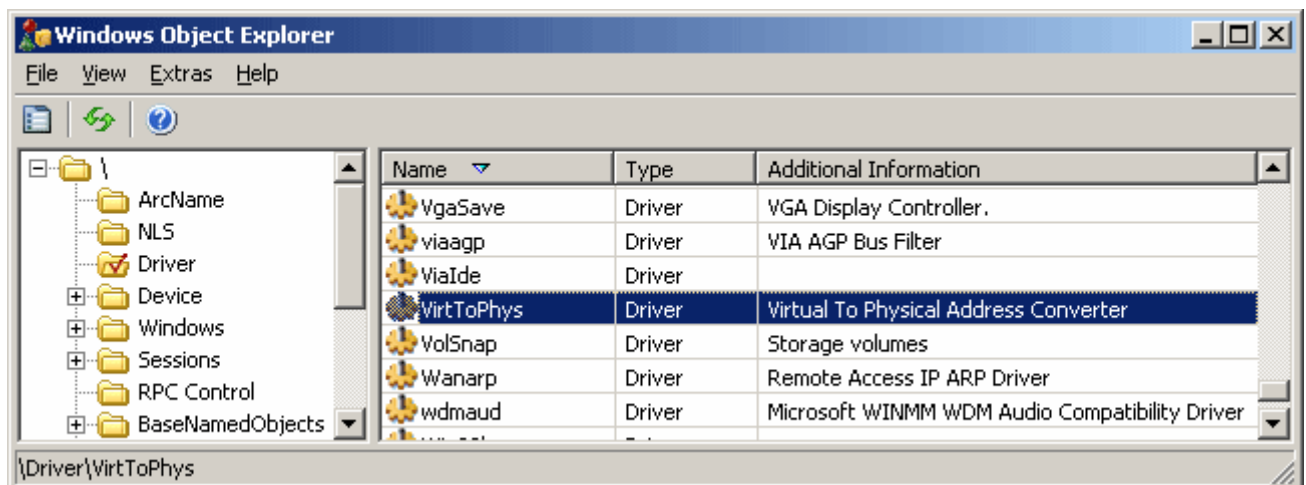 Windows Object Explorer
File View Extras Help
\
ArcName
NLS
Driver
Device
Windows
Sessions
RPC Control
BaseNamedObjects
Name Type Additional Information
VgaSave Driver VGA Display Controller.
viaagp Driver VIA AGP Bus Filter
ViaIde Driver
VirtToPhys Driver Virtual To Physical Address Converter
VolSnap Driver Storage volumes
Wanarp Driver Remote Access IP ARP Driver
wdmaud Driver Microsoft WINMM WDM Audio Compatibility Driver
\Driver\VirtToPhys